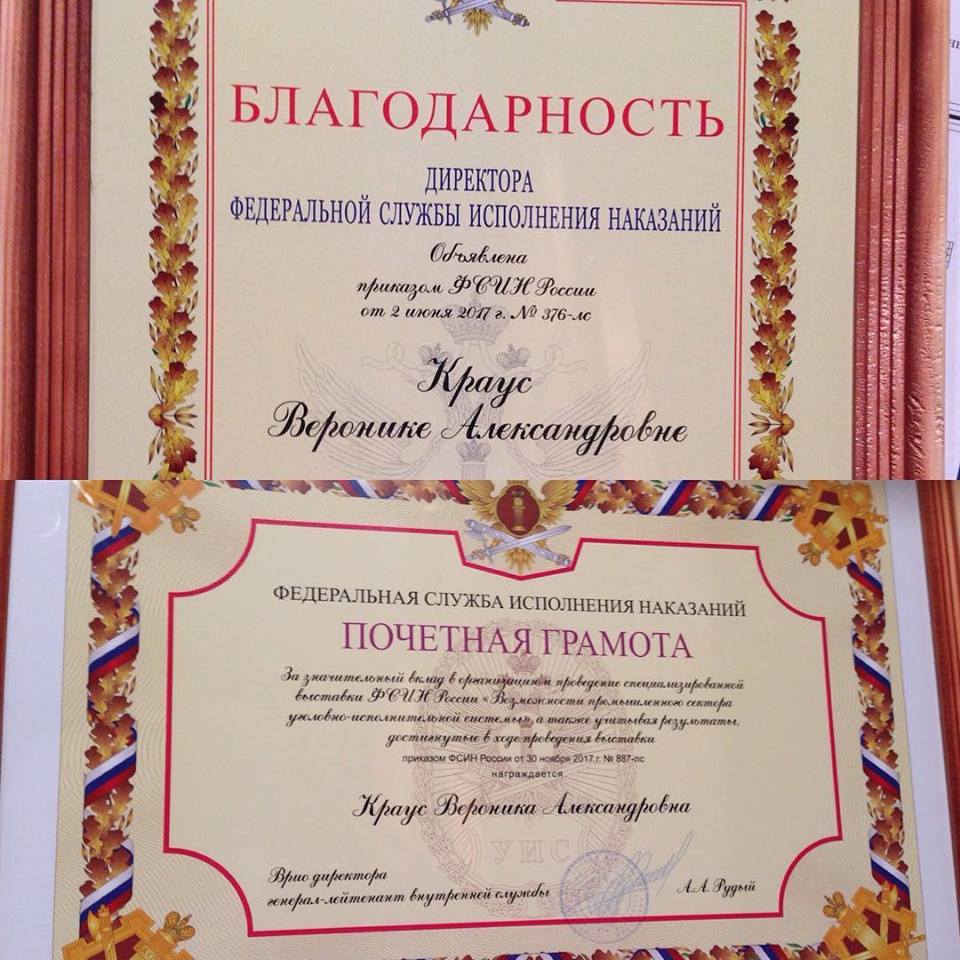 БЛАГОДАРНОСТЬ
ДИРЕКТОРА
ФЕДЕРАЛЬНОЙ СЛУЖБЫ ИСПОЛНЕНИЯ НАКАЗАНИЙ
Объявлена
приказом ФСИН России
от 2 июня 2017 г. № 376-лс
Краус
Веронике Александровне
ФЕДЕРАЛЬНАЯ СЛУЖБА ИСПОЛНЕНИЯ НАКАЗАНИЙ
ПОЧЕТНАЯ ГРАМОТА
За значительный вклад в организацию и проведение специализированной
выставки ФСИН России «Возможности промышленного сектора
уголовно-исполнительной системы», а также учитывая результаты,
достигнутые в ходе проведения выставки
приказом ФСИН России от 30 ноября 2017 г. № 887-лс
награждается
Краус Вероника Александровна
УИС
Врио директора
генерал-лейтенант внутренней службы
А.А. Рудый